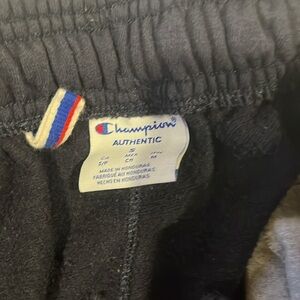 Champion
AUTHENTIC
S
MADE IN HONDURAS
FABRIQUÉ AU HONDURAS
HECHO EN HONDURAS